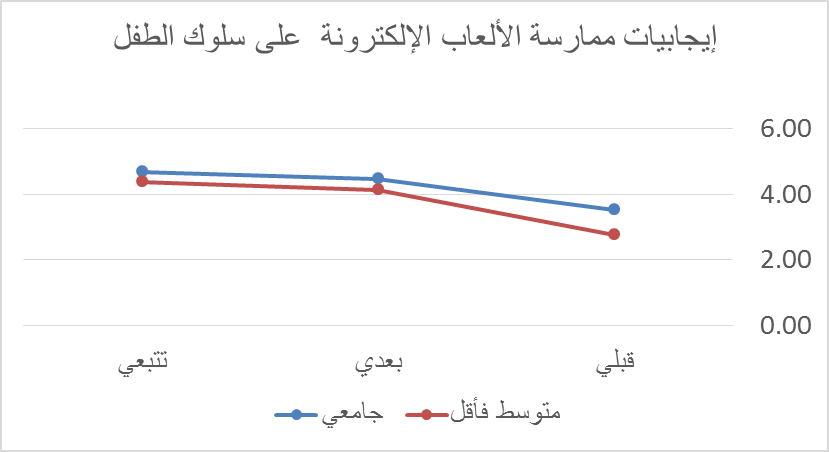 إيجابيات ممارسة الألعاب الإلكترونة على سلوك الطفل
6.00
4.00
2.00
0.00
قبلي بعدي تتبعي
جامعي متوسط فأقل